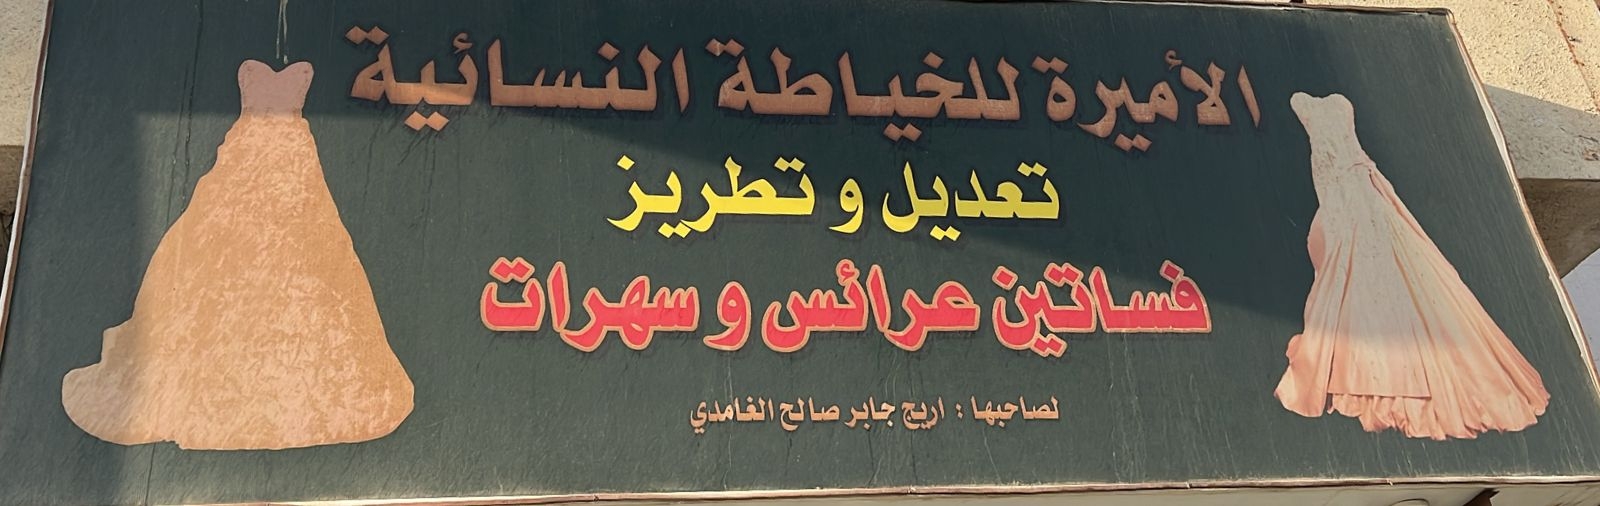 الأميرة للخياطة النسائية
تعديل و تطريز
فساتين عرائس و سهرات
لصاحبها : اريج جابر صالح الغامدي